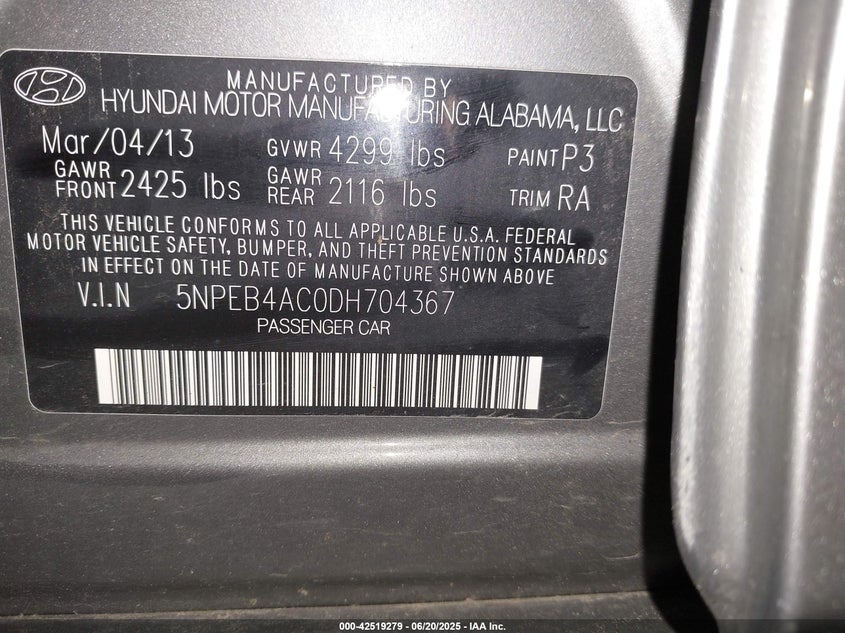 MANUFACTURED BY
HYUNDAI MOTOR MANUFACTURING ALABAMA, LLC
Mar/04/13 GVWR 4299 lbs PAINT P3
GAWR FRONT 2425 lbs GAWR REAR 2116 lbs TRIM RA
THIS VEHICLE CONFORMS TO ALL APPLICABLE U.S.A. FEDERAL
MOTOR VEHICLE SAFETY, BUMPER, AND THEFT PREVENTION STANDARDS
IN EFFECT ON THE DATE OF MANUFACTURE SHOWN ABOVE
V.I.N 5NPEB4AC0DH704367
PASSENGER CAR
000-42519279 - 06/20/2025 - IAA Inc.